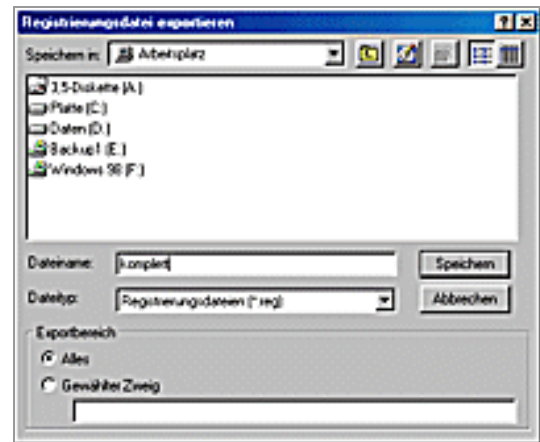 Registrierungsdatei exportieren
Speichern in: Arbeitsplatz
3,5-Diskette (A:)
Platte (C:)
Daten (D:)
Backup1 (E:)
Windows 98 (F:)
Dateiname: komplett
Speichern
Dateityp: Registrierungsdateien (*.reg)
Abbrechen
Exportbereich
Alles
Gewählter Zweig